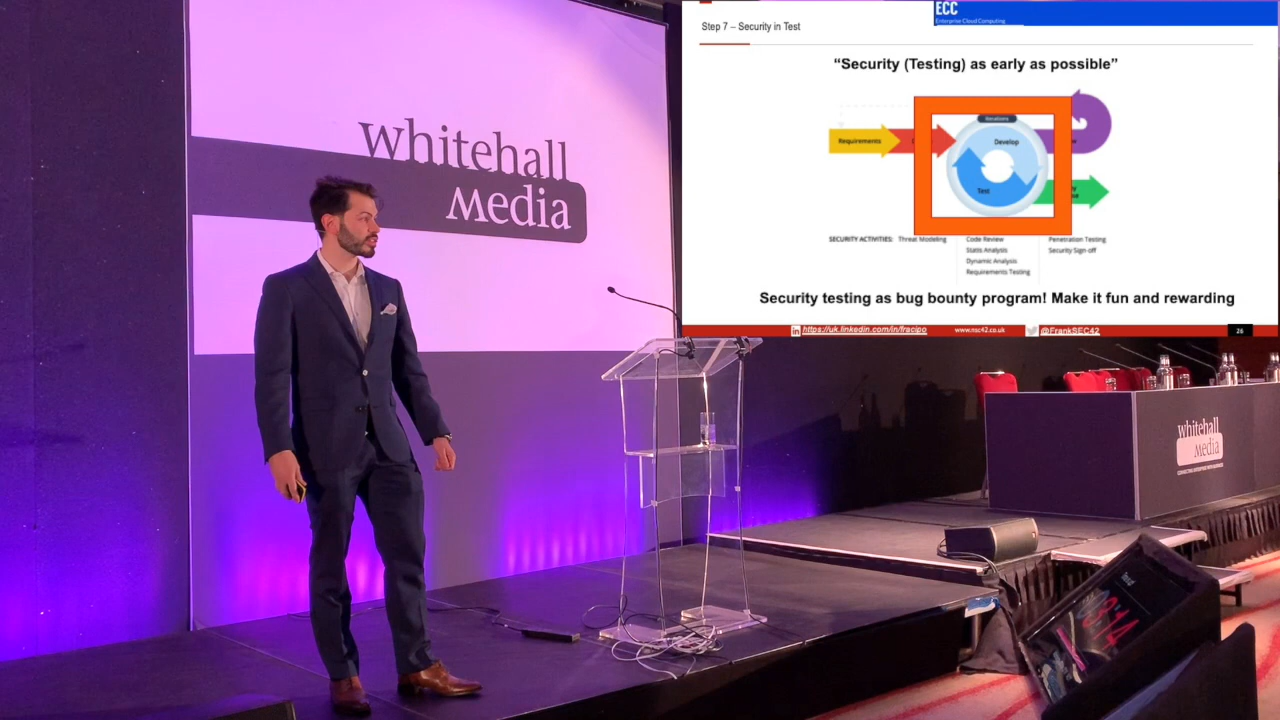 whitehall
media
ECC
Enterprise Cloud Computing
Step 7 – Security in Test
“Security (Testing) as early as possible”
Iterations
Requirements
Develop
Test
SECURITY ACTIVITIES:
Threat Modeling
Code Review
Static Analysis
Dynamic Analysis
Requirements Testing
Penetration Testing
Security Sign-off
Security testing as bug bounty program! Make it fun and rewarding
https://uk.linkedin.com/in/fracipo
www.nsc42.co.uk
@FrankSEC42
26
whitehall
media